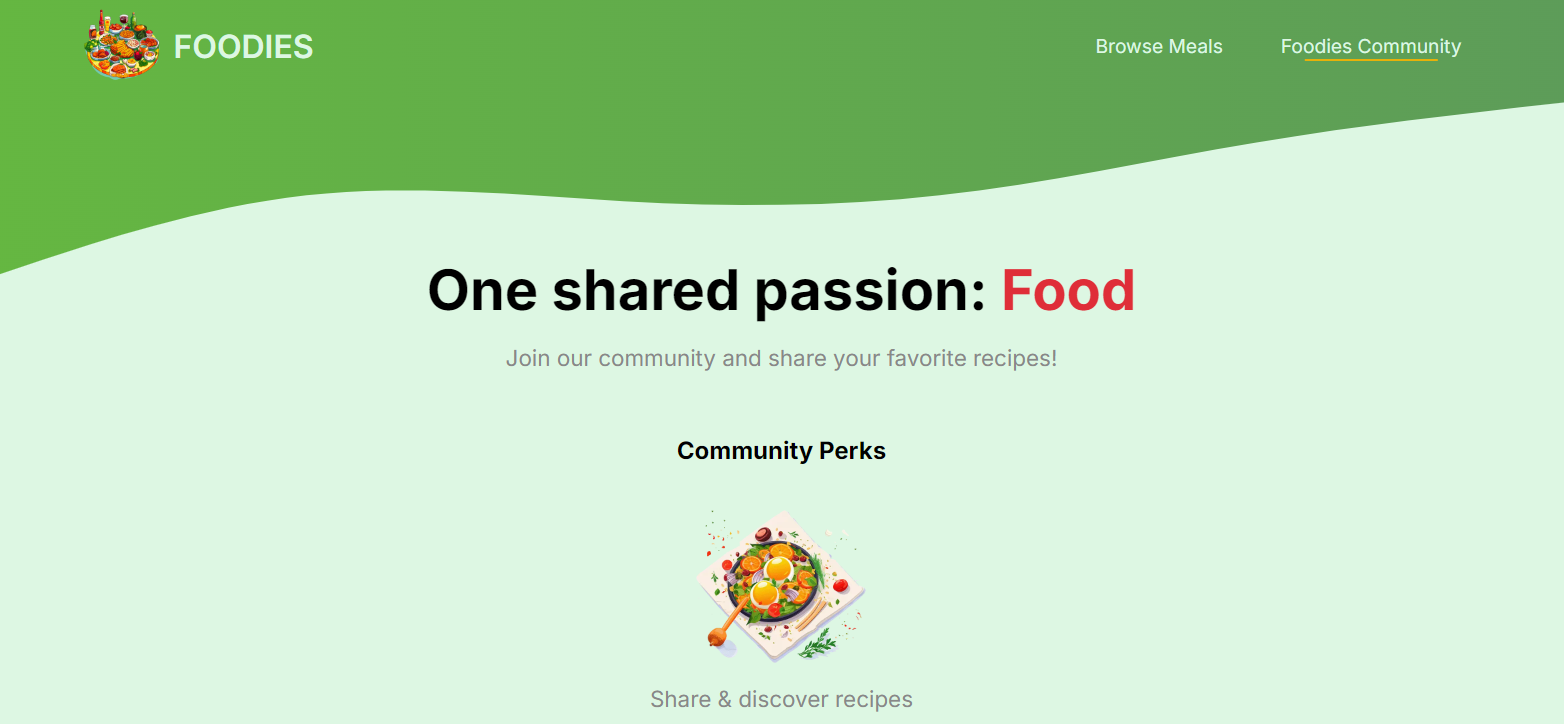 FOODIES
Browse Meals
Foodies Community
One shared passion: Food
Join our community and share your favorite recipes!
Community Perks
Share & discover recipes